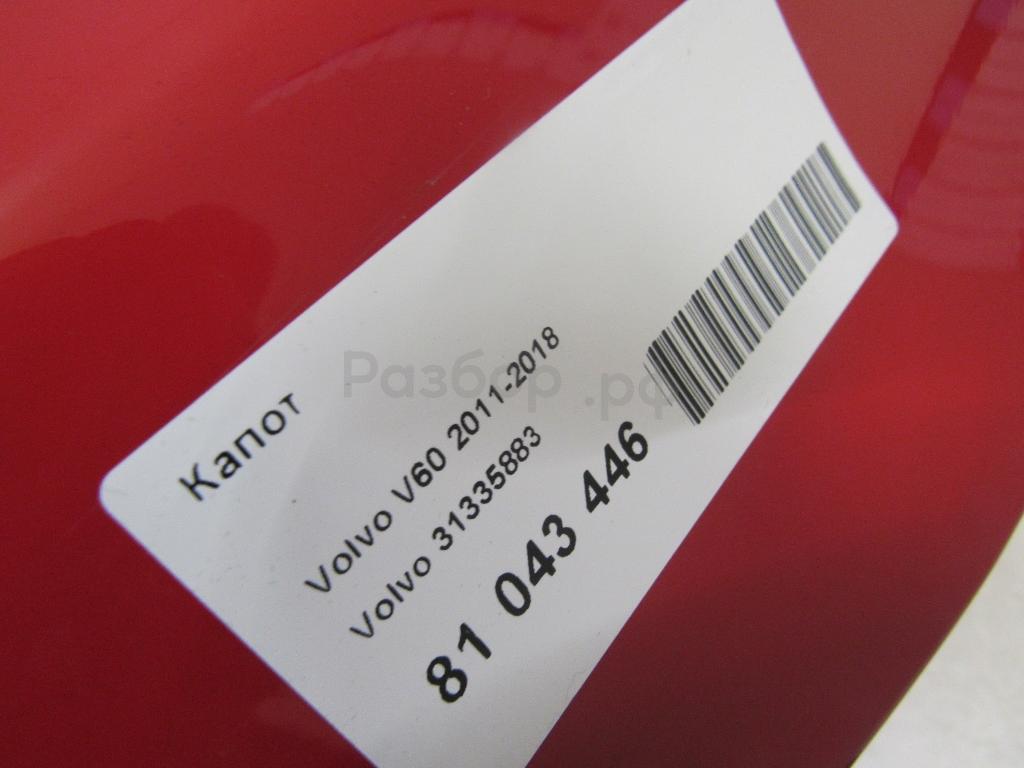 Капот
Volvo V60 2011-2018
Volvo 31335883
81 043 446
Разбор.рф